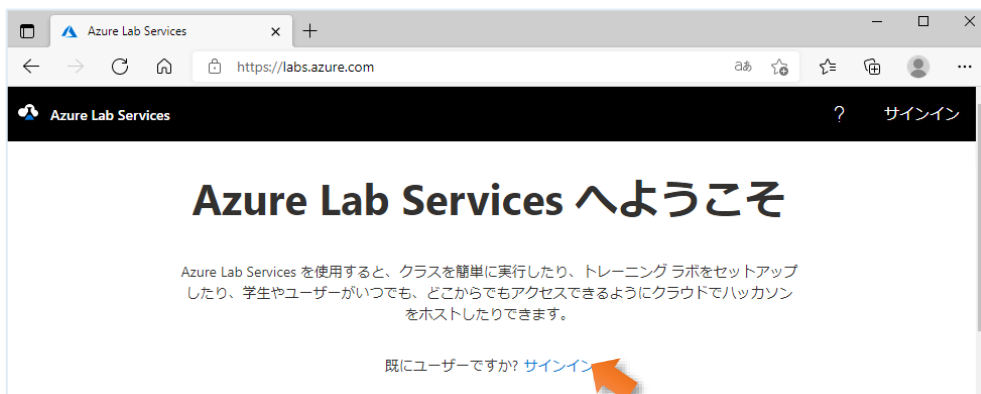 Azure Lab Services
https://labs.azure.com
aあ
Azure Lab Services
? サインイン
Azure Lab Services へようこそ
Azure Lab Services を使用すると、クラスを簡単に実行したり、トレーニング ラボをセットアップ
したり、学生やユーザーがいつでも、どこからでもアクセスできるようにクラウドでハッカソン
をホストしたりできます。
既にユーザーですか? サインイン